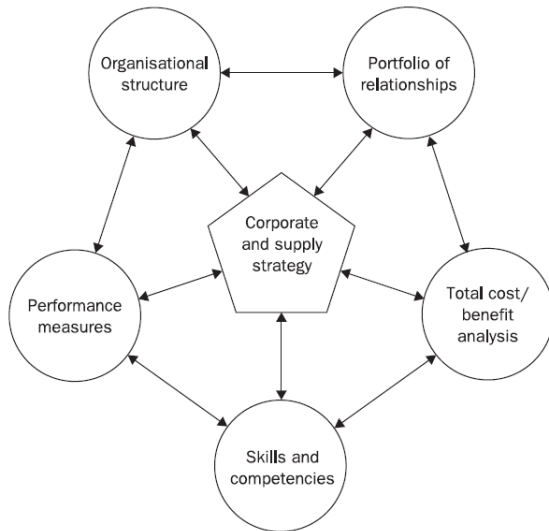 Organisational
structure
Portfolio of
relationships
Corporate
and supply
strategy
Performance
measures
Total cost/
benefit
analysis
Skills and
competencies